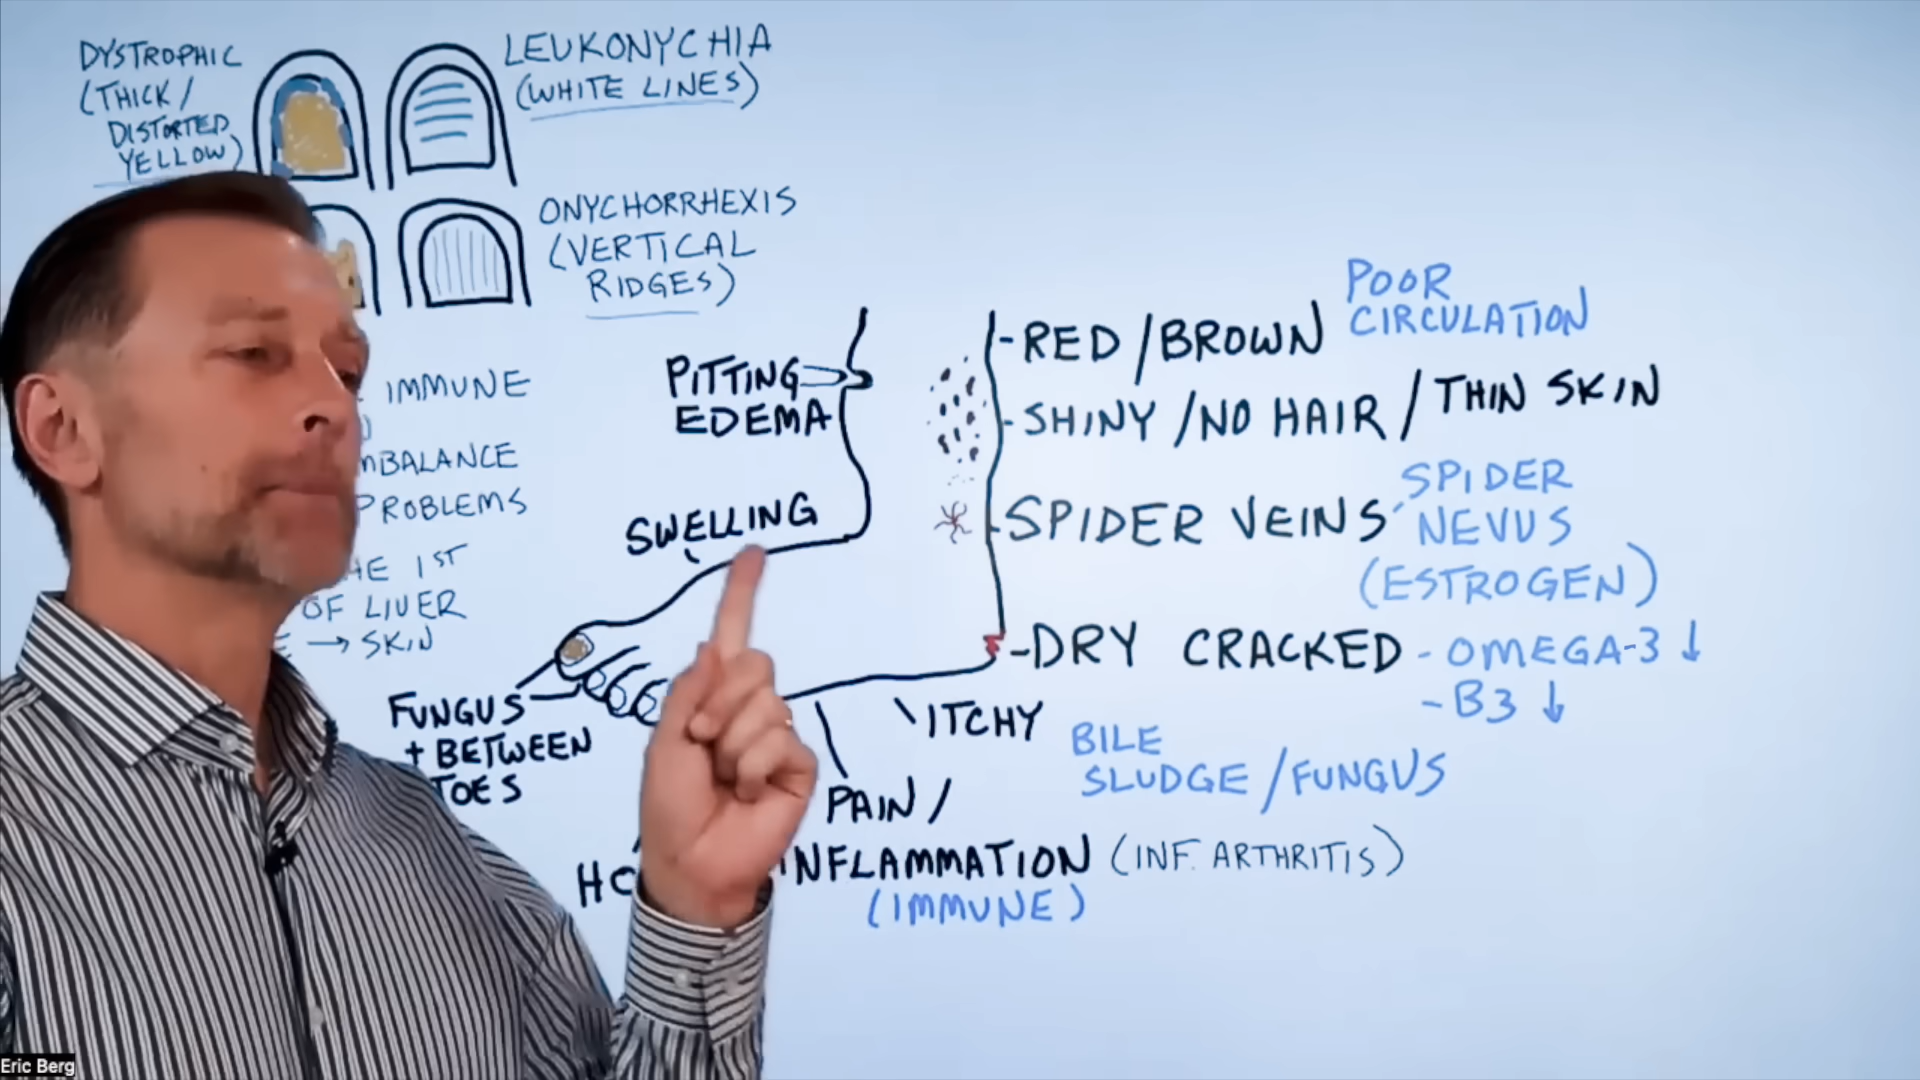 DYSTROPHIC
(THICK /
DISTORTED
YELLOW)
LEUKONYCHIA
(WHITE LINES)
ONYCHORRHEXIS
(VERTICAL
RIDGES)
IMMUNE
PROBLEMS
1ST
OF LIVER
→ SKIN
PITTING
EDEMA
SWELLING
FUNGUS
+ BETWEEN
TOES
-RED / BROWN
POOR
CIRCULATION
-SHINY / NO HAIR / THIN SKIN
-SPIDER VEINS
SPIDER
NEVUS
(ESTROGEN)
-DRY CRACKED
- OMEGA-3 ↓
- B3 ↓
ITCHY
BILE
SLUDGE / FUNGUS
PAIN /
INFLAMMATION (INF. ARTHRITIS)
(IMMUNE)
Eric Berg